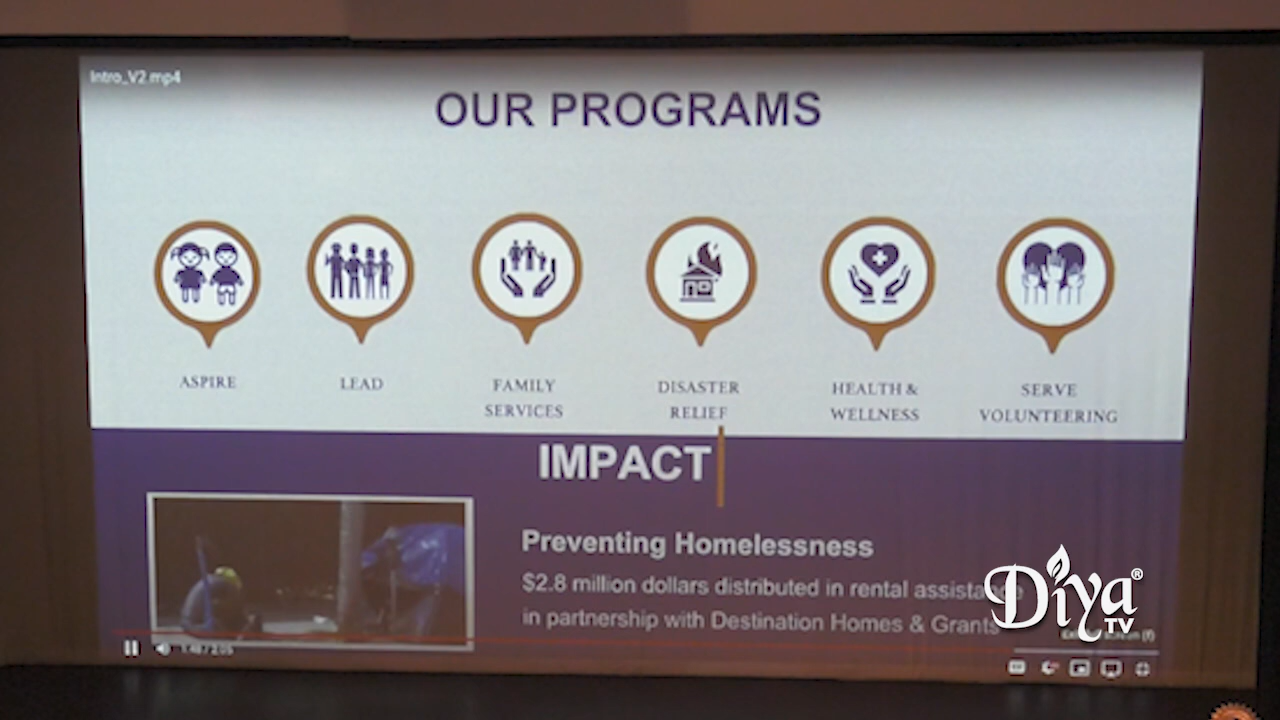 Intro_V2.mp4
OUR PROGRAMS
ASPIRE
LEAD
FAMILY
SERVICES
DISASTER
RELIEF
HEALTH &
WELLNESS
SERVE
VOLUNTEERING
IMPACT
Preventing Homelessness
$2.8 million dollars distributed in rental assistance
in partnership with Destination Homes & Grants
Diya®
TV